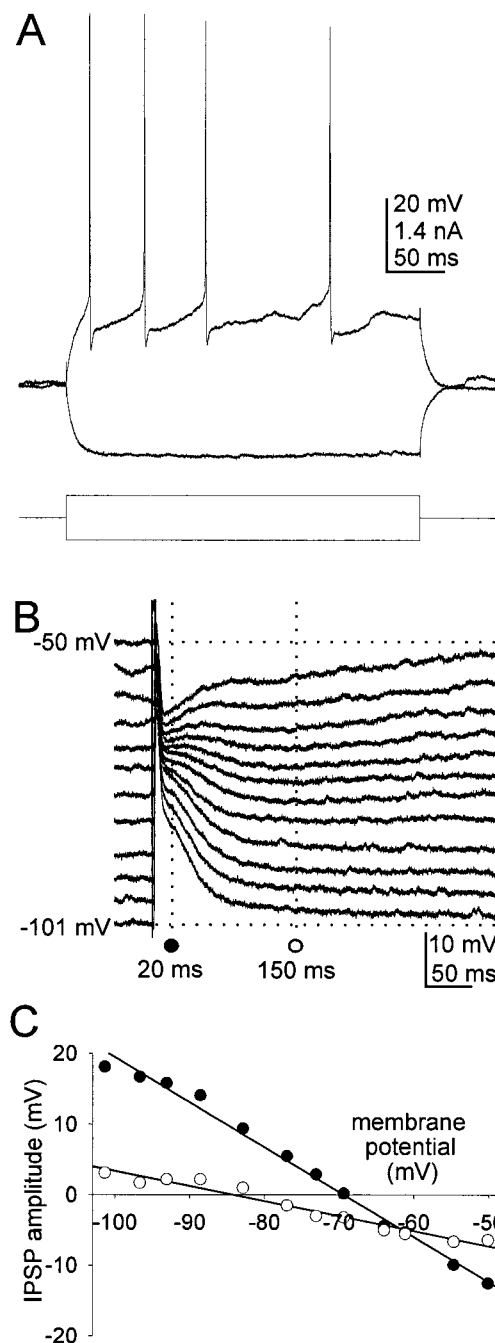 A
20 mV
1.4 nA
50 ms
B
-50 mV
-101 mV
20 ms
150 ms
10 mV
50 ms
C
IPSP amplitude (mV)
20
10
0
-10
-20
membrane
potential
(mV)
-100
-90
-80
-70
-60
-50